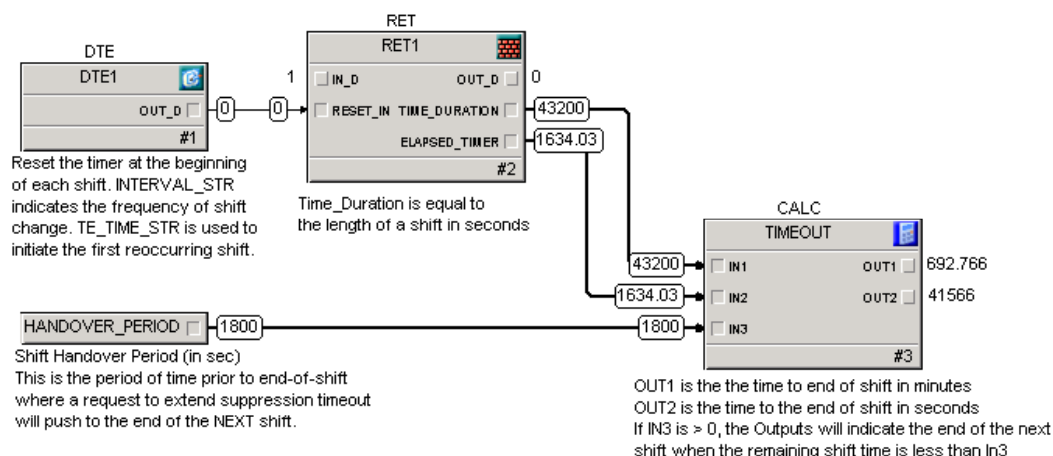 RET
RET1
1
IN_D
OUT_D
0
DTE
DTE1
OUT_D
0
0
RESET_IN
TIME_DURATION
43200
ELAPSED_TIMER
1634.03
#1
#2
Reset the timer at the beginning
of each shift. INTERVAL_STR
indicates the frequency of shift
change. TE_TIME_STR is used to
initiate the first reoccurring shift.
Time_Duration is equal to
the length of a shift in seconds
CALC
TIMEOUT
43200
IN1
OUT1
692.766
1634.03
IN2
OUT2
41566
HANDOVER_PERIOD
1800
1800
IN3
#3
Shift Handover Period (in sec)
This is the period of time prior to end-of-shift
where a request to extend suppression timeout
will push to the end of the NEXT shift.
OUT1 is the the time to end of shift in minutes
OUT2 is the time to the end of shift in seconds
If IN3 is > 0, the Outputs will indicate the end of the next
shift when the remaining shift time is less than In3